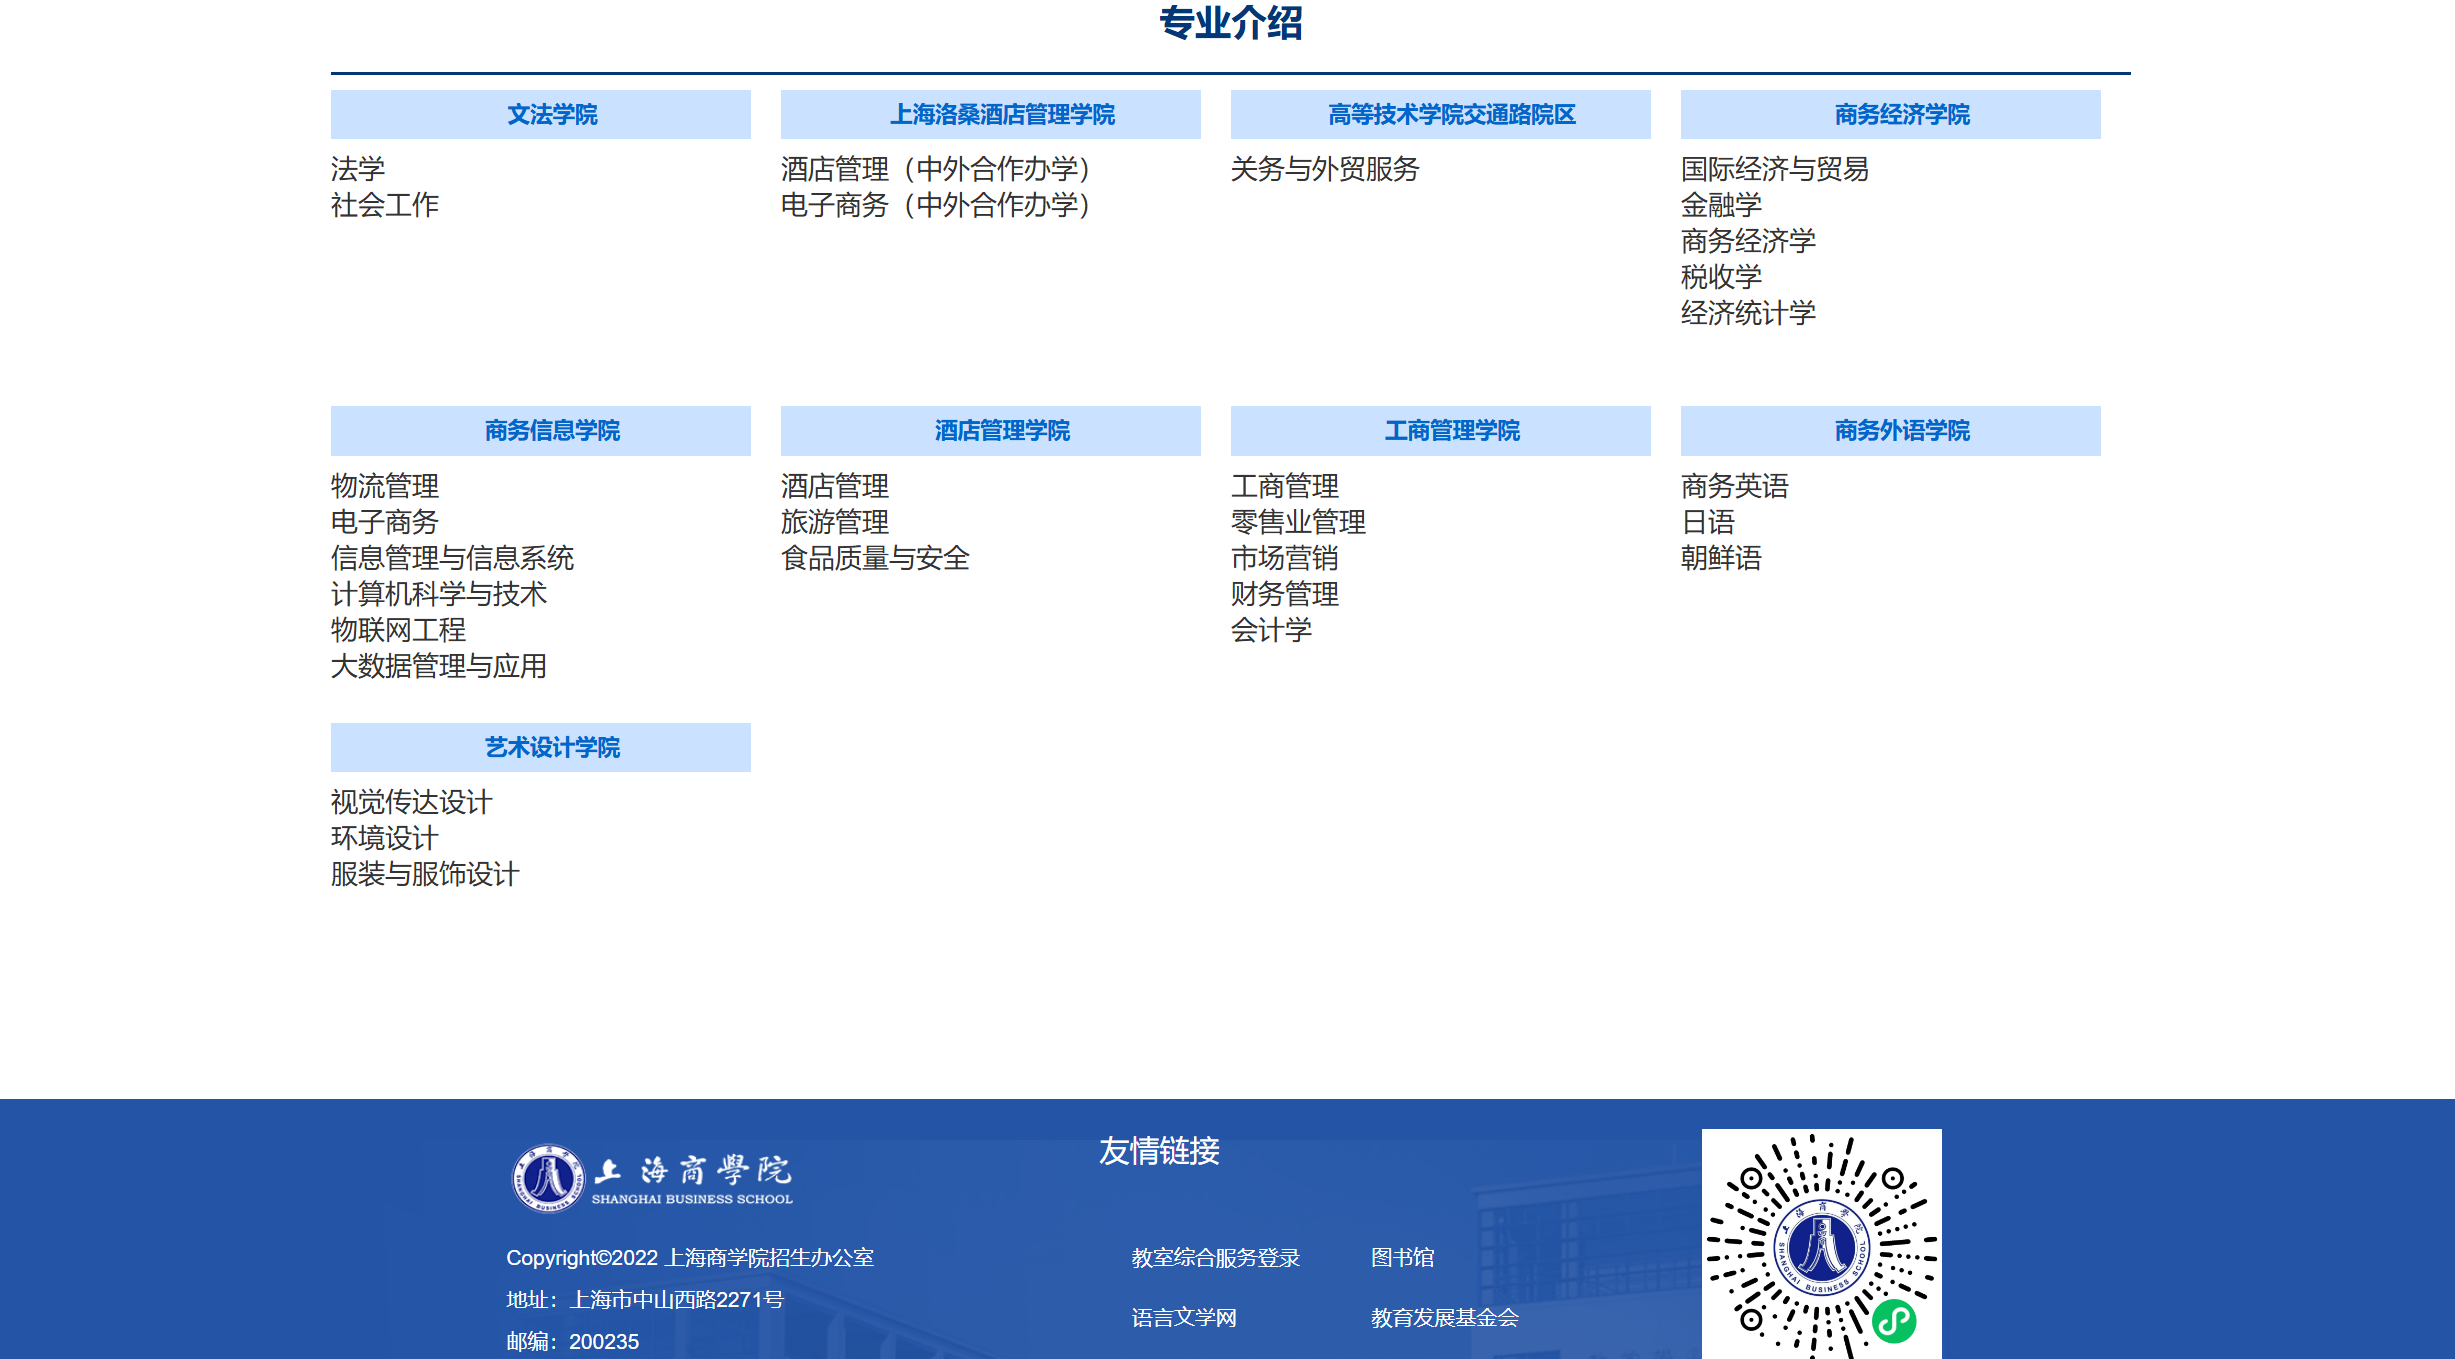 专业介绍
文法学院
法学
社会工作
上海洛桑酒店管理学院
酒店管理（中外合作办学）
电子商务（中外合作办学）
高等技术学院交通路院区
关务与外贸服务
商务经济学院
国际经济与贸易
金融学
商务经济学
税收学
经济统计学
商务信息学院
物流管理
电子商务
信息管理与信息系统
计算机科学与技术
物联网工程
大数据管理与应用
酒店管理学院
酒店管理
旅游管理
食品质量与安全
工商管理学院
工商管理
零售业管理
市场营销
财务管理
会计学
商务外语学院
商务英语
日语
朝鲜语
艺术设计学院
视觉传达设计
环境设计
服装与服饰设计
上海商學院
SHANGHAI BUSINESS SCHOOL
Copyright©2022 上海商学院招生办公室
地址：上海市中山西路2271号
邮编：200235
友情链接
教室综合服务登录
图书馆
语言文学网
教育发展基金会
上海商学院
SHANGHAI BUSINESS SCHOOL